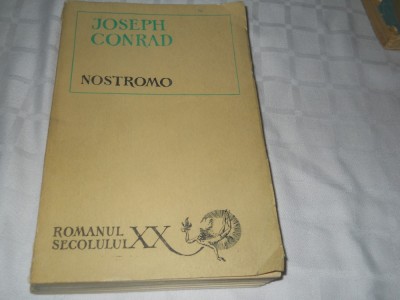 JOSEPH
CONRAD
NOSTROMO
ROMANUL
SECOLULUI XX